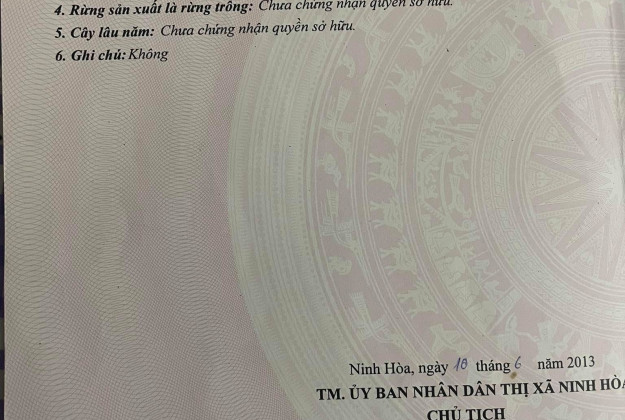 4. Rừng sản xuất là rừng trồng: Chưa chứng nhận quyền sở hữu.
5. Cây lâu năm: Chưa chứng nhận quyền sở hữu.
6. Ghi chú: Không
Ninh Hòa, ngày 18 tháng 6 năm 2013
TM. ỦY BAN NHÂN DÂN THỊ XÃ NINH HÒA
CHỦ TỊCH